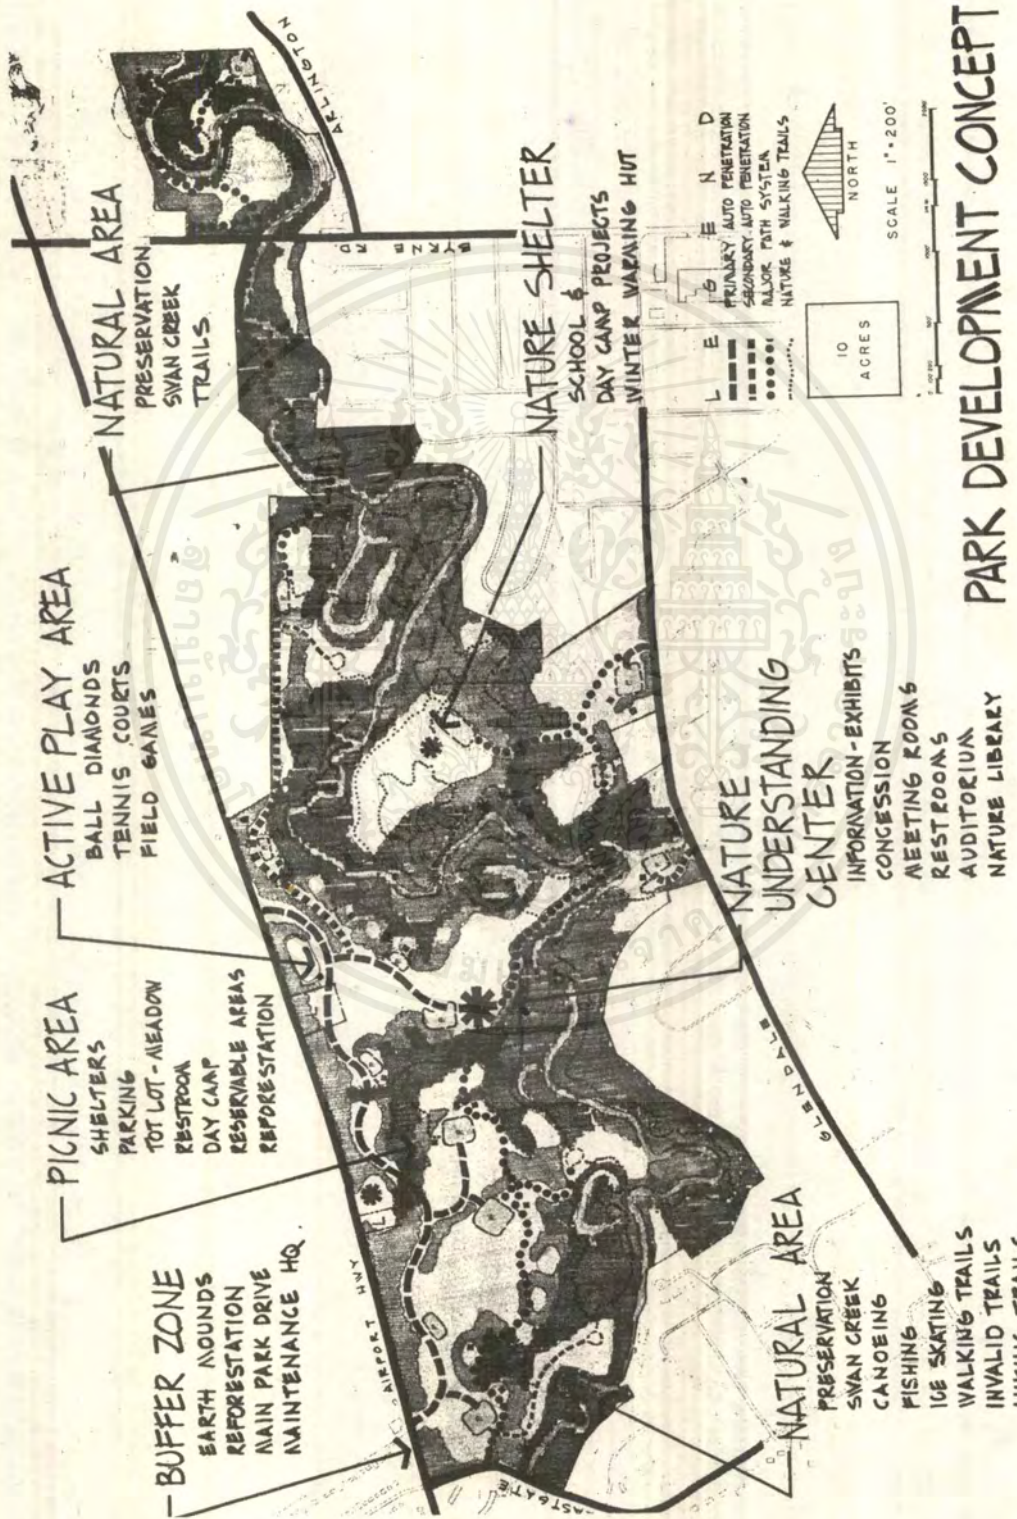 BUFFER ZONE
EARTH MOUNDS
REFORESTATION
MAIN PARK DRIVE
MAINTENANCE HQ.
PICNIC AREA
SHELTERS
PARKING
TOT LOT-MEADOW
RESTROOM
DAY CAMP
RESERVABLE AREAS
REFORESTATION
ACTIVE PLAY AREA
BALL DIAMONDS
TENNIS COURTS
FIELD GAMES
NATURAL AREA
PRESERVATION
SWAN CREEK
TRAILS
AIRPORT HWY
ARLINGTON
BYRNE RD
EASTGATE
GLENDALE
NATURAL AREA
PRESERVATION
SWAN CREEK
CANOEING
FISHING
ICE SKATING
WALKING TRAILS
INVALID TRAILS
NATURE
UNDERSTANDING
CENTER
INFORMATION-EXHIBITS
CONCESSION
MEETING ROOMS
RESTROOMS
AUDITORIUM
NATURE LIBRARY
NATURE SHELTER
SCHOOL &
DAY CAMP PROJECTS
WINTER WARMING HUT
LEGEND
PRIMARY AUTO PENETRATION
SECONDARY AUTO PENETRATION
MAJOR PATH SYSTEM
NATURE & WALKING TRAILS
10
ACRES
NORTH
SCALE 1"=200'
PARK DEVELOPMENT CONCEPT